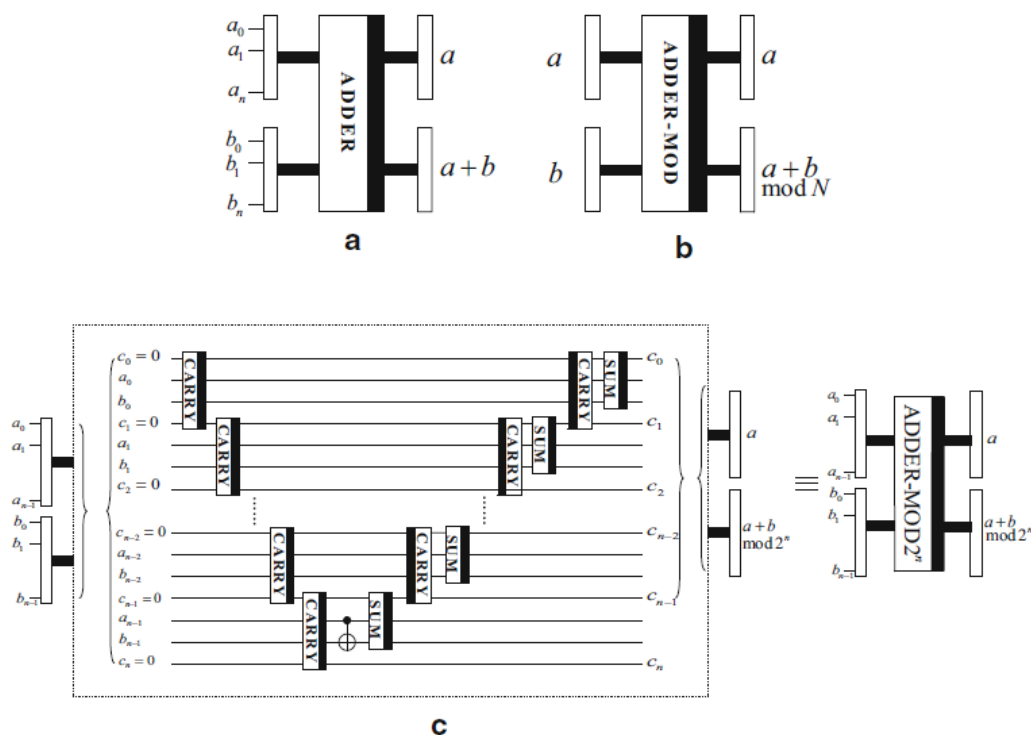 a₀
a₁
aₙ
b₀
b₁
bₙ
ADDER
a
a + b
a
a
b
ADDER-MOD
a
a + b
mod N
b
a₀
a₁
aₙ₋₁
b₀
b₁
bₙ₋₁
c₀ = 0
a₀
b₀
c₁ = 0
a₁
b₁
c₂ = 0
cₙ₋₂ = 0
aₙ₋₂
bₙ₋₂
cₙ₋₁ = 0
aₙ₋₁
bₙ₋₁
cₙ = 0
CARRY
CARRY
CARRY
CARRY
SUM
CARRY
SUM
CARRY
SUM
CARRY
SUM
c₀
c₁
c₂
cₙ₋₂
cₙ₋₁
cₙ
a
a+b
mod 2ⁿ
≡
a₀
a₁
aₙ₋₁
b₀
b₁
bₙ₋₁
ADDER-MOD2ⁿ
a
a+b
mod 2ⁿ
c